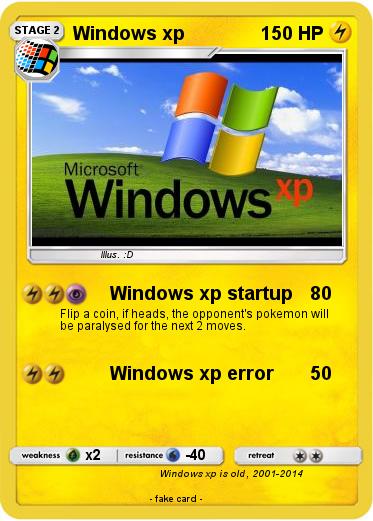 STAGE 2 Windows xp 150 HP
Microsoft
Windows xp
Illus. :D
Windows xp startup 80
Flip a coin, if heads, the opponent's pokemon will
be paralysed for the next 2 moves.
Windows xp error 50
weakness x2 resistance -40 retreat
Windows xp is old, 2001-2014
- fake card -